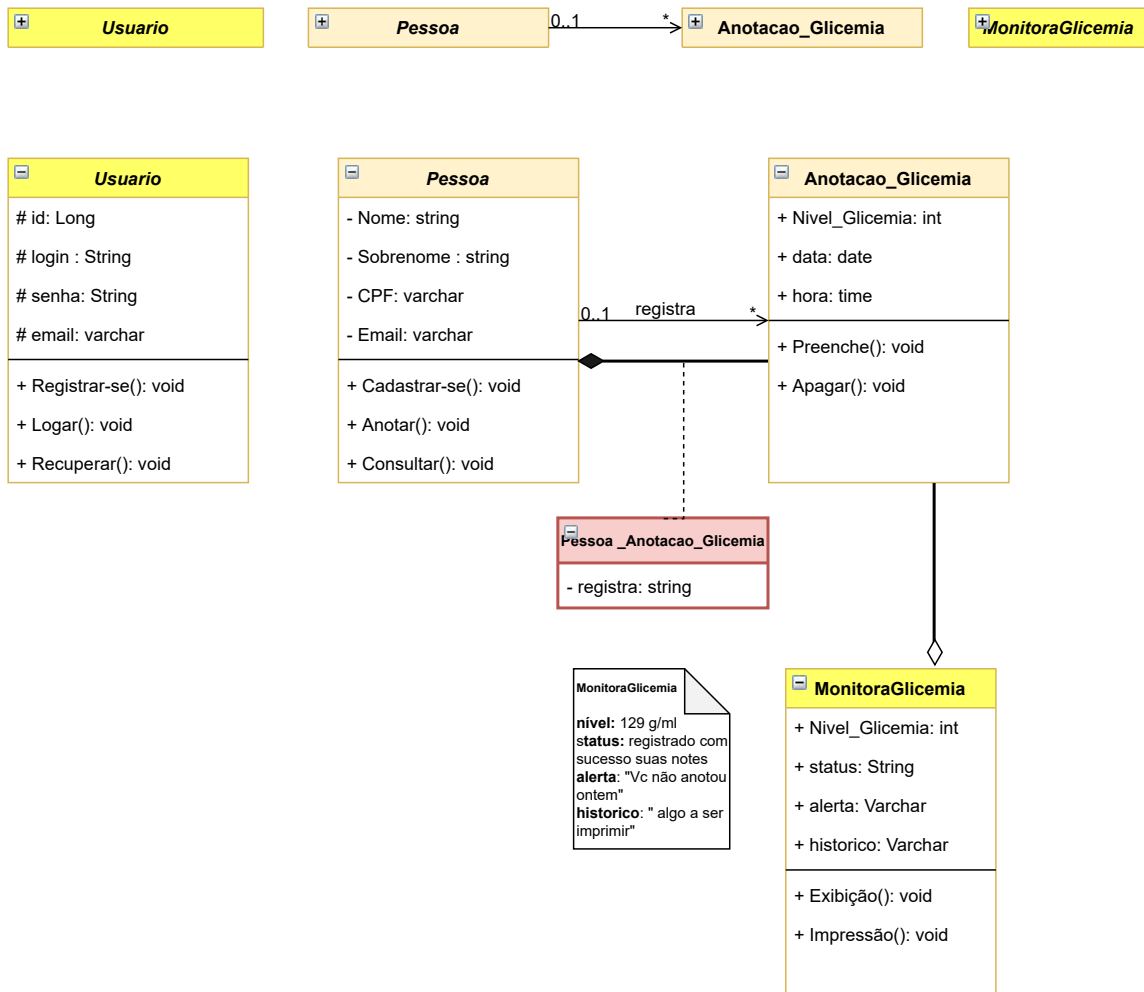 Usuario
Pessoa
0..1
*
Anotacao_Glicemia
MonitoraGlicemia
Usuario
# id: Long
# login : String
# senha: String
# email: varchar
+ Registrar-se(): void
+ Logar(): void
+ Recuperar(): void
Pessoa
- Nome: string
- Sobrenome : string
- CPF: varchar
- Email: varchar
+ Cadastrar-se(): void
+ Anotar(): void
+ Consultar(): void
0..1
registra
*
Anotacao_Glicemia
+ Nivel_Glicemia: int
+ data: date
+ hora: time
+ Preenche(): void
+ Apagar(): void
Pessoa _Anotacao_Glicemia
- registra: string
MonitoraGlicemia
nível: 129 g/ml
status: registrado com
sucesso suas notes
alerta: "Vc não anotou
ontem"
historico: " algo a ser
imprimir"
MonitoraGlicemia
+ Nivel_Glicemia: int
+ status: String
+ alerta: Varchar
+ historico: Varchar
+ Exibição(): void
+ Impressão(): void